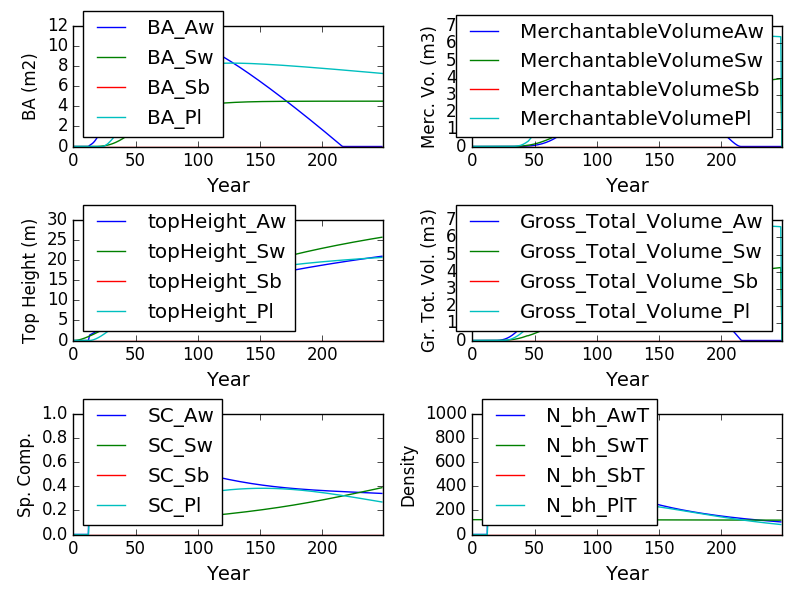 BA (m2)
12
10
8
6
4
2
0
BA_Aw
BA_Sw
BA_Sb
BA_Pl
0 50 100 150 200
Year
Merc. Vo. (m3)
7
6
5
4
3
2
1
0
MerchantableVolumeAw
MerchantableVolumeSw
MerchantableVolumeSb
MerchantableVolumePl
0 50 100 150 200
Year
Top Height (m)
30
25
20
15
10
5
0
topHeight_Aw
topHeight_Sw
topHeight_Sb
topHeight_Pl
0 50 100 150 200
Year
Gr. Tot. Vol. (m3)
7
6
5
4
3
2
1
0
Gross_Total_Volume_Aw
Gross_Total_Volume_Sw
Gross_Total_Volume_Sb
Gross_Total_Volume_Pl
0 50 100 150 200
Year
Sp. Comp.
1.0
0.8
0.6
0.4
0.2
0.0
SC_Aw
SC_Sw
SC_Sb
SC_Pl
0 50 100 150 200
Year
Density
1000
800
600
400
200
0
N_bh_AwT
N_bh_SwT
N_bh_SbT
N_bh_PlT
0 50 100 150 200
Year